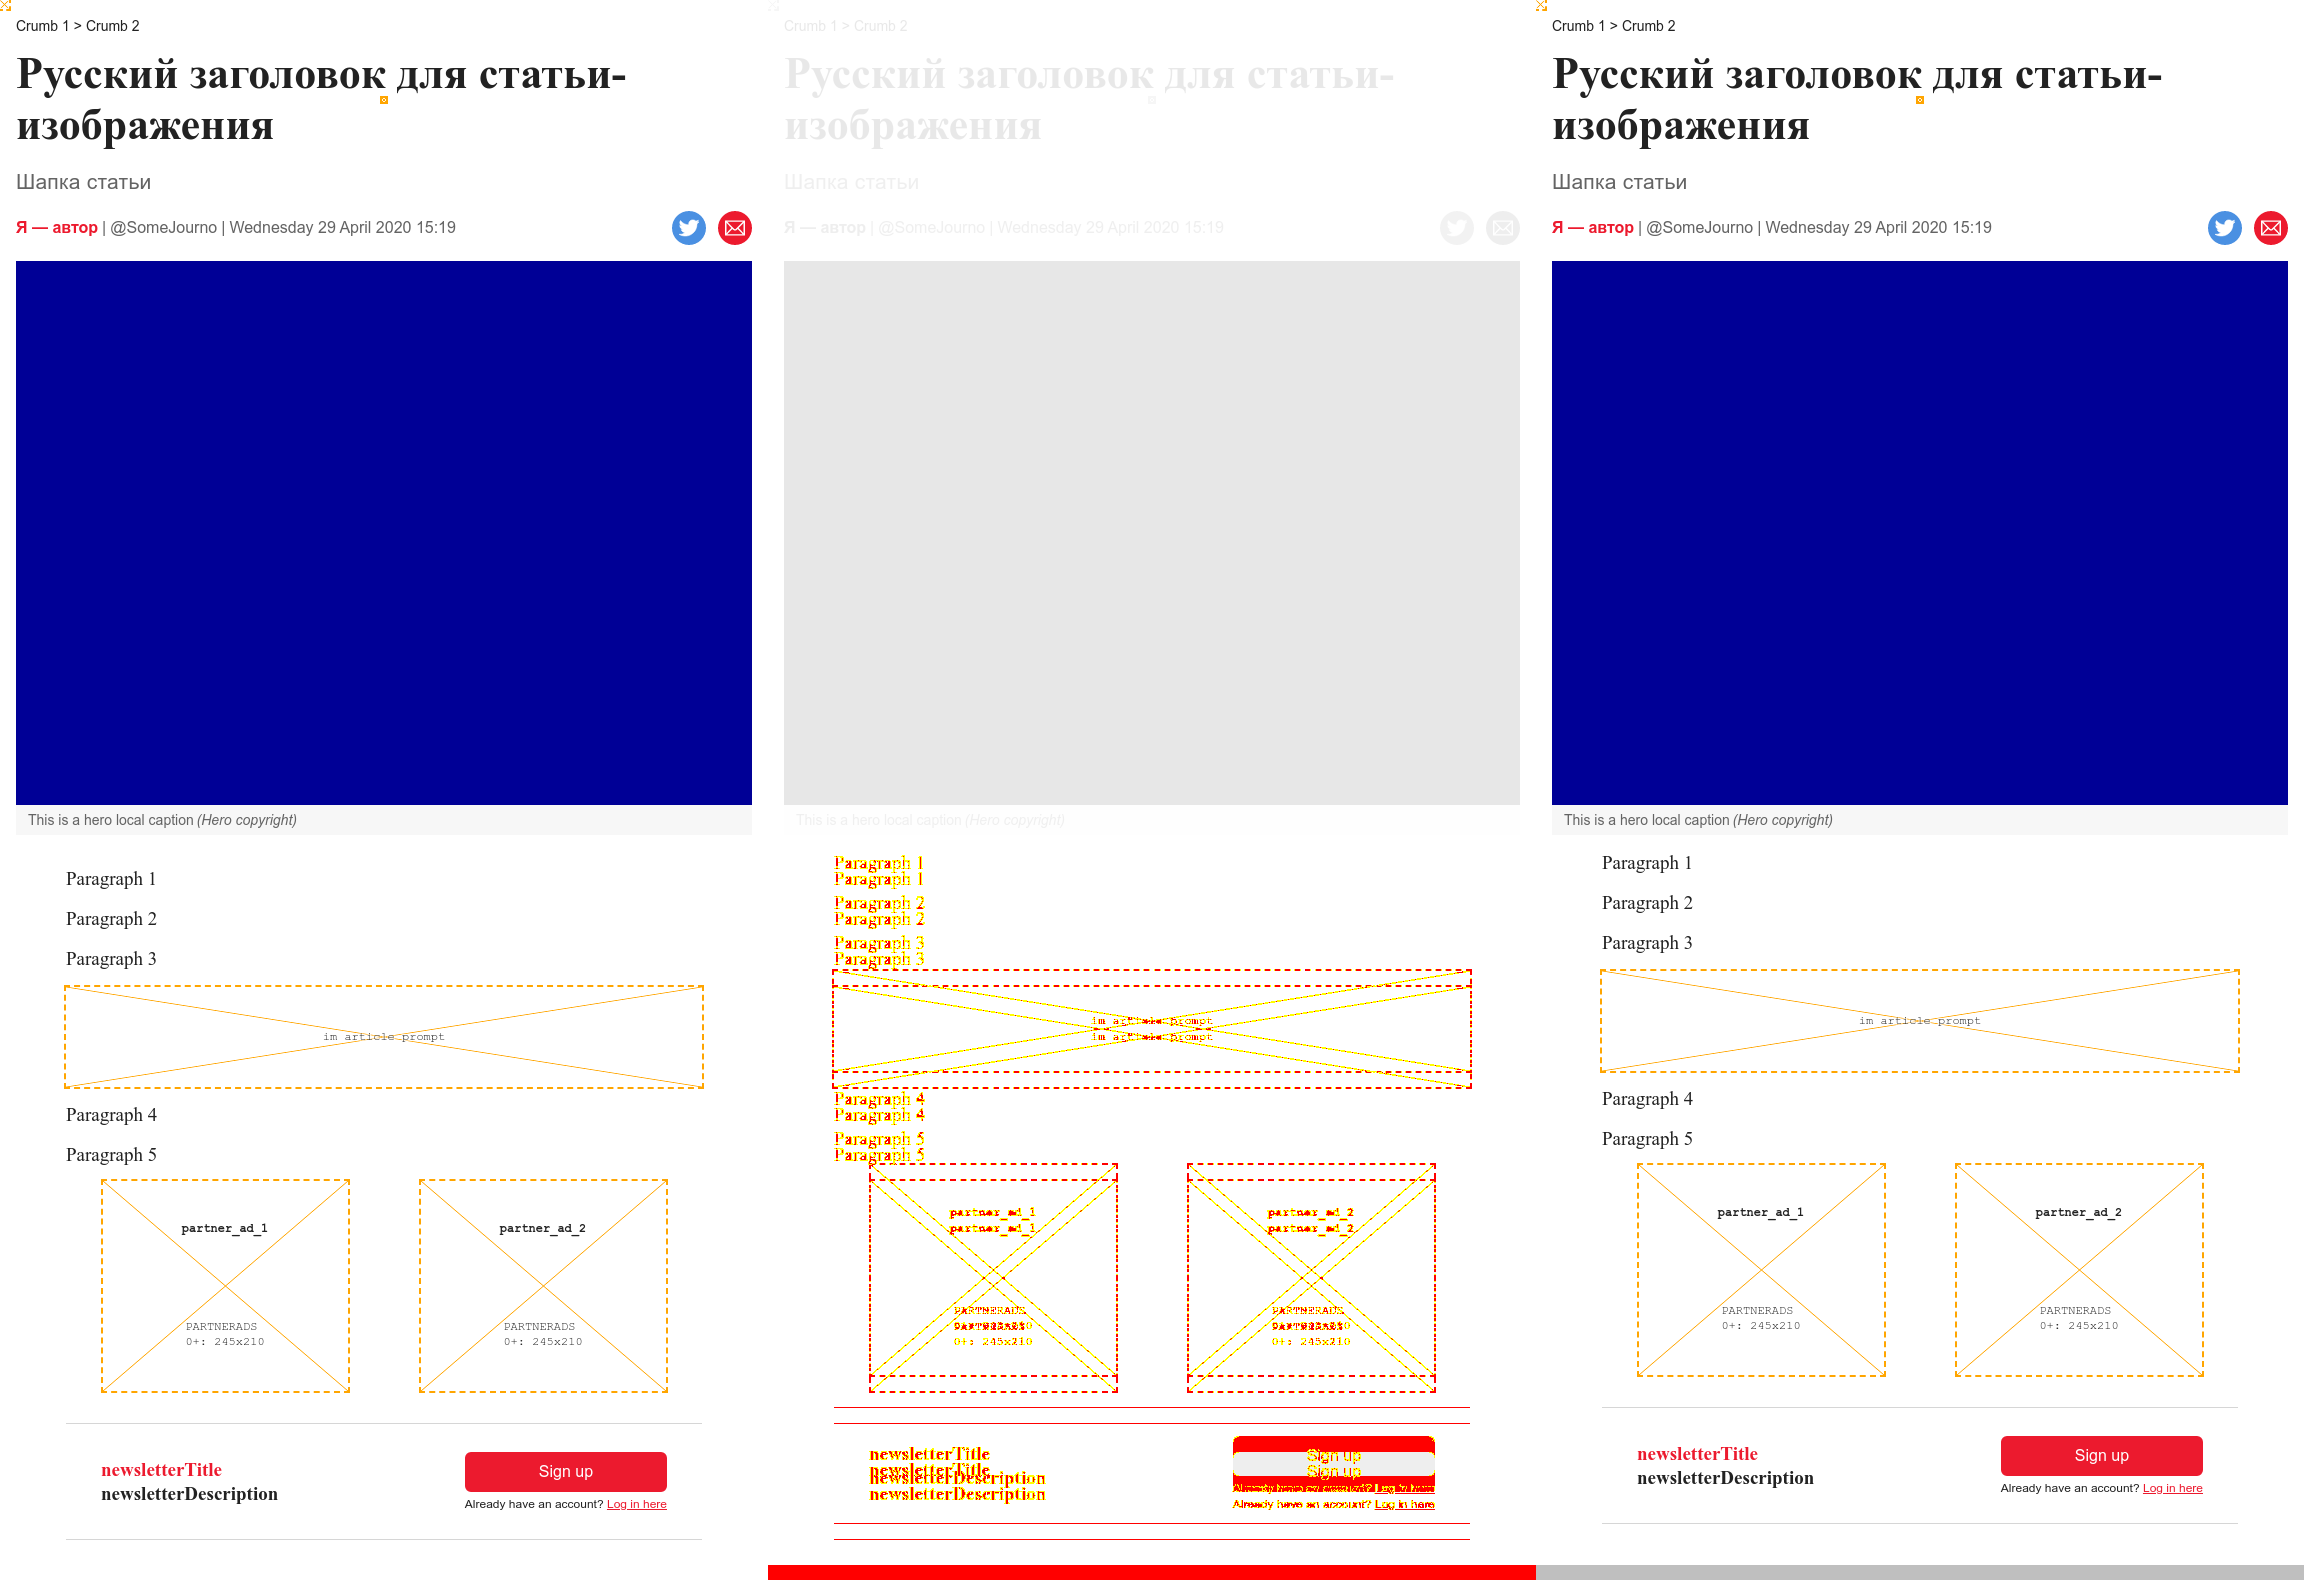 Crumb 1 > Crumb 2
Русский заголовок для статьи-
изображения
Шапка статьи
Я — автор | @SomeJourno | Wednesday 29 April 2020 15:19
This is a hero local caption (Hero copyright)
Paragraph 1
Paragraph 2
Paragraph 3
im article prompt
Paragraph 4
Paragraph 5
partner_ad_1
PARTNERADS
0+: 245x210
partner_ad_2
PARTNERADS
0+: 245x210
newsletterTitle
newsletterDescription
Sign up
Already have an account? Log in here
Crumb 1 > Crumb 2
Русский заголовок для статьи-
изображения
Шапка статьи
Я — автор | @SomeJourno | Wednesday 29 April 2020 15:19
This is a hero local caption (Hero copyright)
Paragraph 1
Paragraph 1
Paragraph 2
Paragraph 2
Paragraph 3
Paragraph 3
Paragraph 4
Paragraph 4
Paragraph 5
Paragraph 5
partner_ad_1
partner_ad_1
PARTNERADS
0+: 245x210
partner_ad_2
partner_ad_2
PARTNERADS
0+: 245x210
newsletterTitle
newsletterTitle
newsletterDescription
newsletterDescription
Sign up
Sign up
Already have an account? Log in here
Already have an account? Log in here
Crumb 1 > Crumb 2
Русский заголовок для статьи-
изображения
Шапка статьи
Я — автор | @SomeJourno | Wednesday 29 April 2020 15:19
This is a hero local caption (Hero copyright)
Paragraph 1
Paragraph 2
Paragraph 3
im article prompt
Paragraph 4
Paragraph 5
partner_ad_1
PARTNERADS
0+: 245x210
partner_ad_2
PARTNERADS
0+: 245x210
newsletterTitle
newsletterDescription
Sign up
Already have an account? Log in here